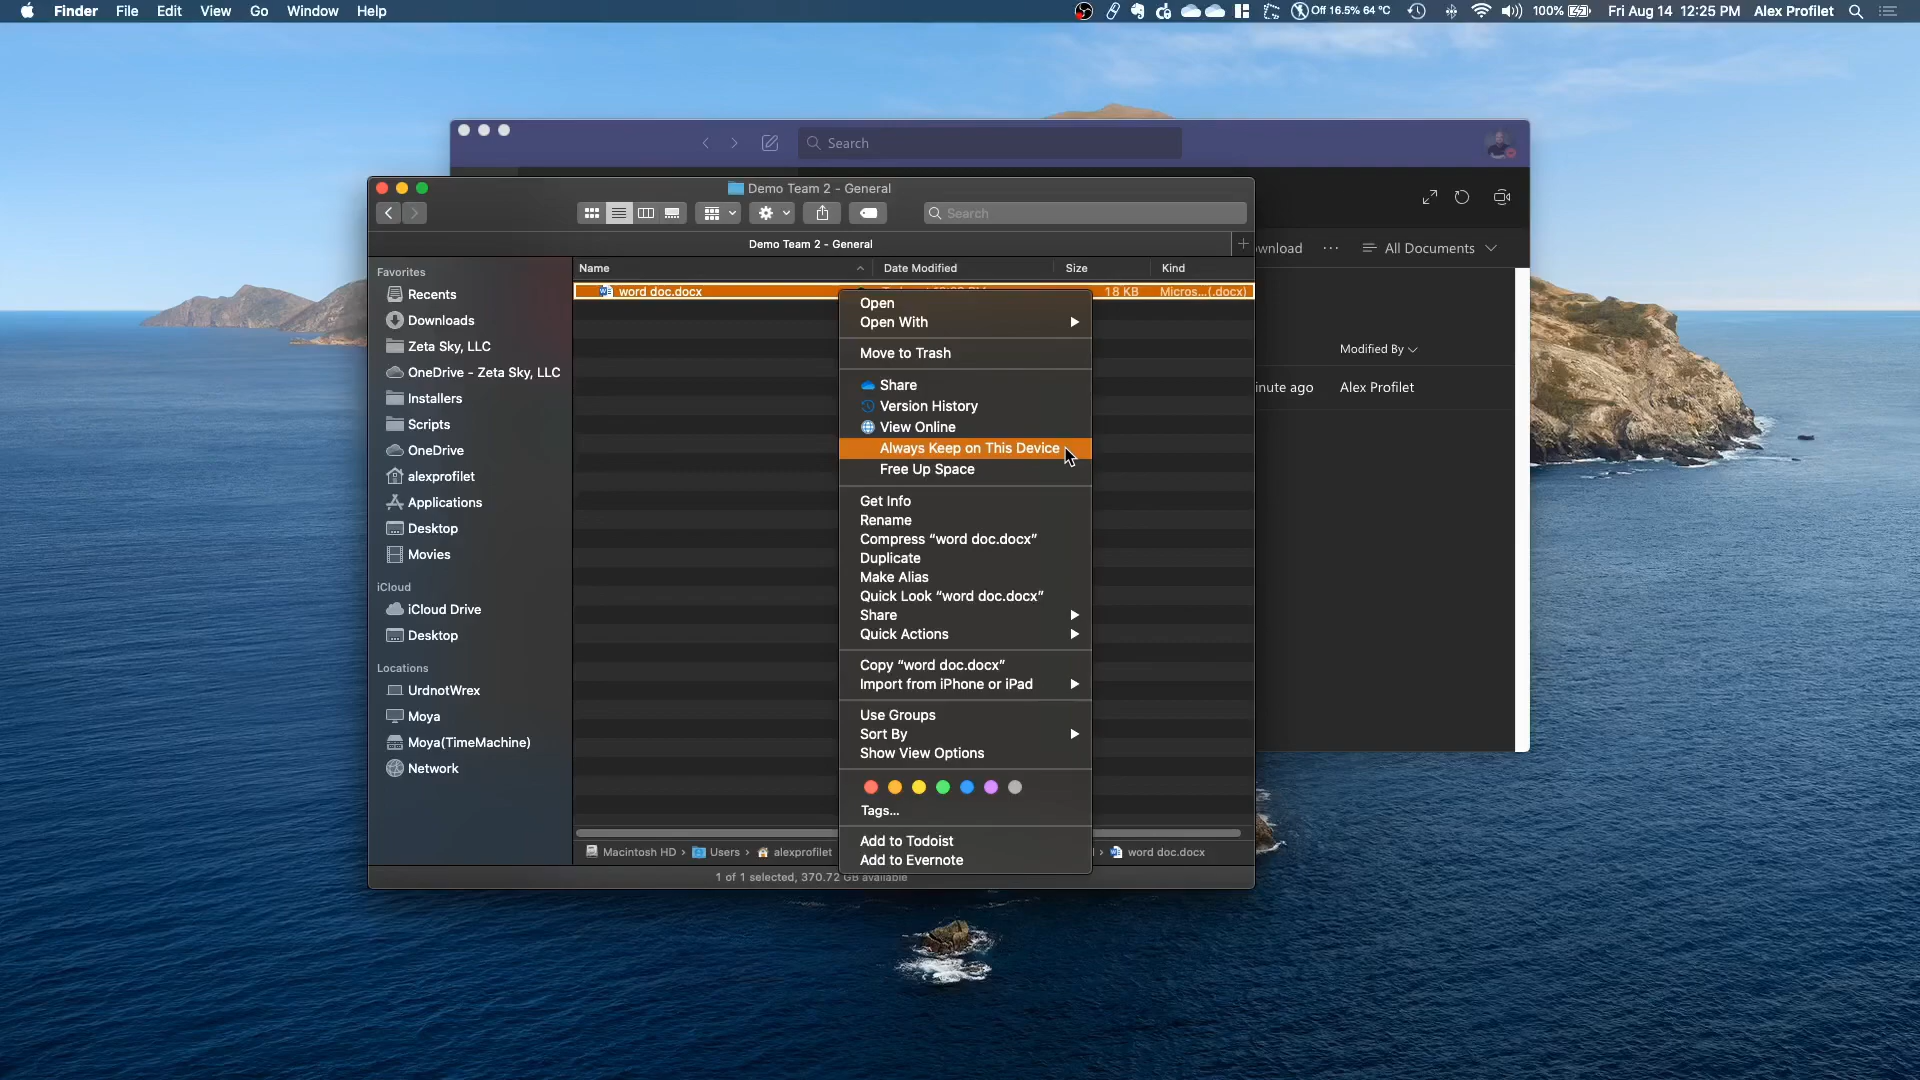 Finder File Edit View Go Window Help Off 16.5% 64 °C 100% Fri Aug 14 12:25 PM Alex Profilet
Search
Demo Team 2 - General
Search
Demo Team 2 - General
wnload ··· All Documents
Name Date Modified Size Kind
word doc.docx 18 KB Micros...(.docx)
Favorites
Recents
Downloads
Zeta Sky, LLC
OneDrive - Zeta Sky, LLC
Installers
Scripts
OneDrive
alexprofilet
Applications
Desktop
Movies
iCloud
iCloud Drive
Desktop
Locations
UrdnotWrex
Moya
Moya(TimeMachine)
Network
Open
Open With
Move to Trash
Share
Version History
View Online
Always Keep on This Device
Free Up Space
Get Info
Rename
Compress “word doc.docx”
Duplicate
Make Alias
Quick Look “word doc.docx”
Share
Quick Actions
Copy “word doc.docx”
Import from iPhone or iPad
Use Groups
Sort By
Show View Options
Tags...
Add to Todoist
Add to Evernote
Modified By
inute ago Alex Profilet
Macintosh HD › Users › alexprofilet › word doc.docx
1 of 1 selected, 370.72 GB available